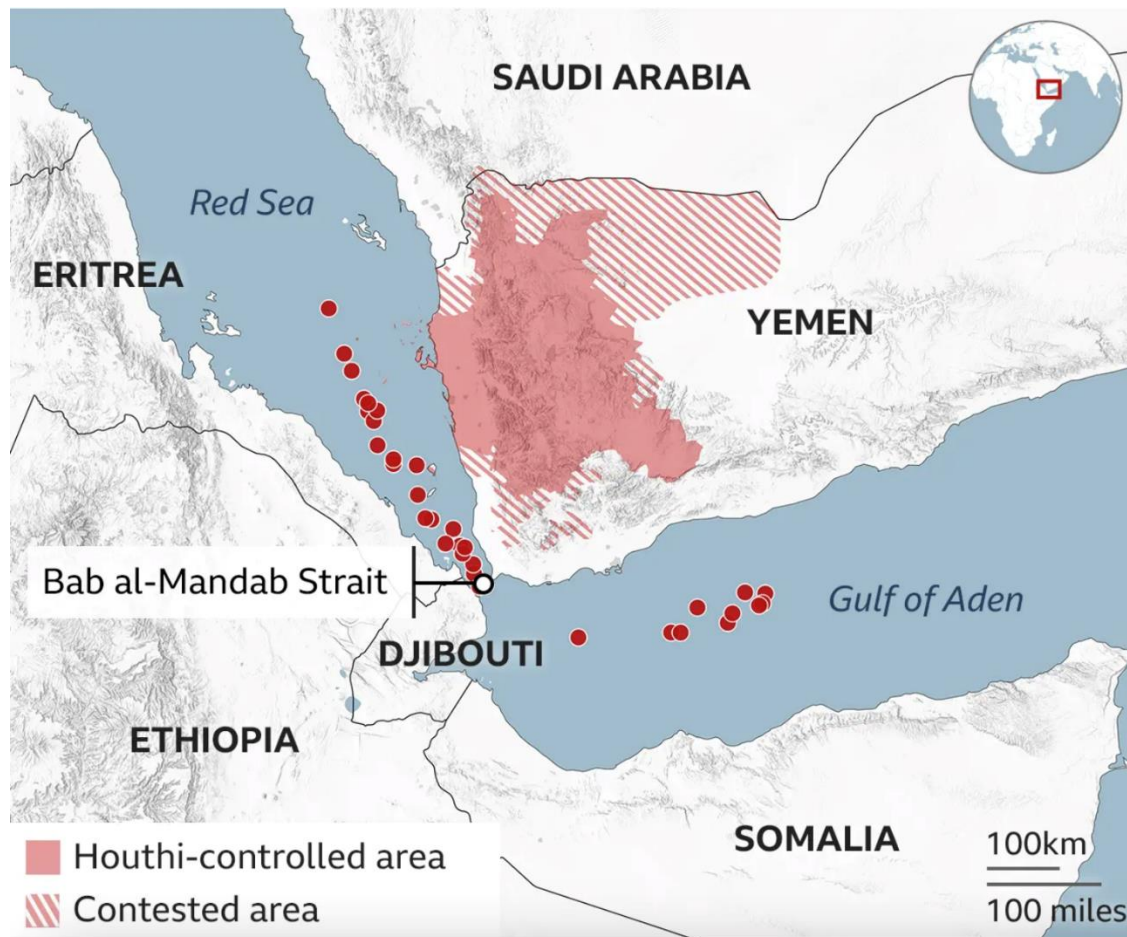 SAUDI ARABIA
Red Sea
ERITREA
YEMEN
Bab al-Mandab Strait
Gulf of Aden
DJIBOUTI
ETHIOPIA
SOMALIA
Houthi-controlled area
Contested area
100km
100 miles